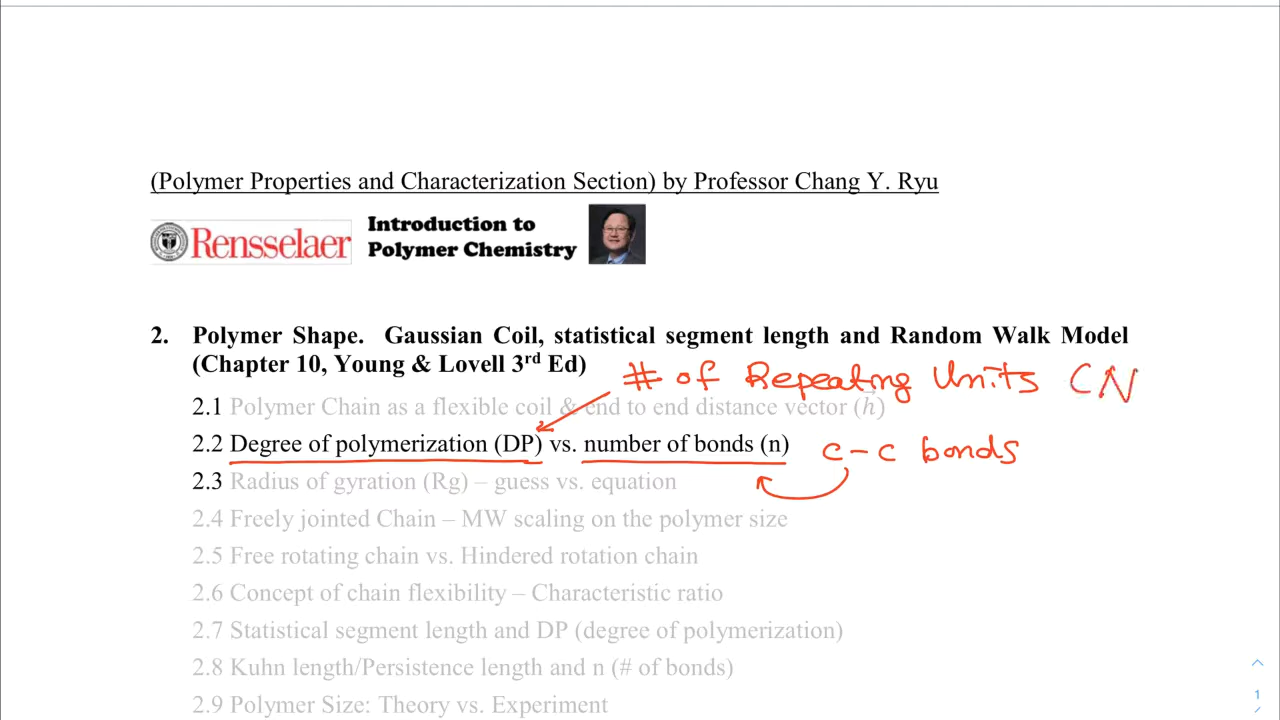 (Polymer Properties and Characterization Section) by Professor Chang Y. Ryu
Rensselaer
Introduction to
Polymer Chemistry
2. Polymer Shape. Gaussian Coil, statistical segment length and Random Walk Model
(Chapter 10, Young & Lovell 3rd Ed)
# of Repeating Units CN
2.1 Polymer Chain as a flexible coil & end to end distance vector (h⃗)
2.2 Degree of polymerization (DP) vs. number of bonds (n)
c-c bonds
2.3 Radius of gyration (Rg) – guess vs. equation
2.4 Freely jointed Chain – MW scaling on the polymer size
2.5 Free rotating chain vs. Hindered rotation chain
2.6 Concept of chain flexibility – Characteristic ratio
2.7 Statistical segment length and DP (degree of polymerization)
2.8 Kuhn length/Persistence length and n (# of bonds)
2.9 Polymer Size: Theory vs. Experiment
1